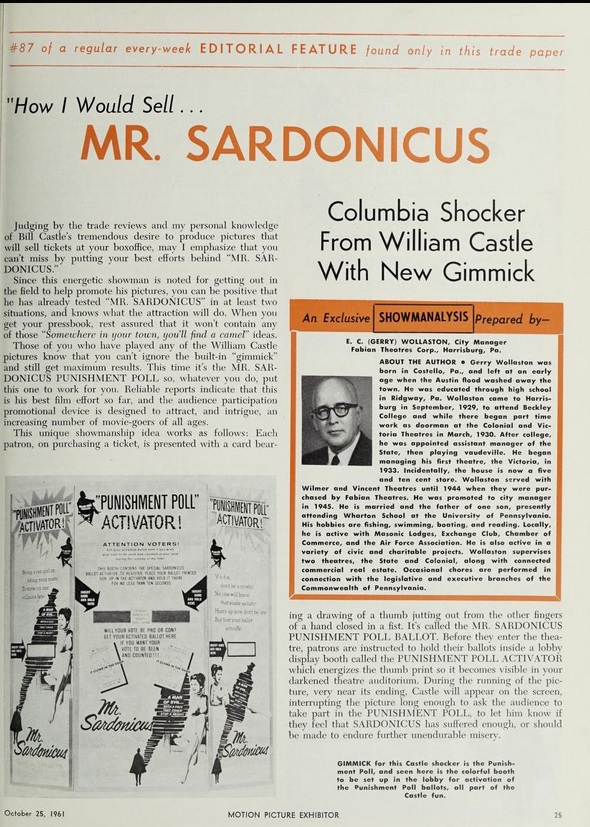 #87 of a regular every-week EDITORIAL FEATURE found only in this trade paper
"How I Would Sell . . .
MR. SARDONICUS
Judging by the trade reviews and my personal knowledge
of Bill Castle's tremendous desire to produce pictures that
will sell tickets at your boxoffice, may I emphasize that you
can't miss by putting your best efforts behind "MR. SAR-
DONICUS."
Since this energetic showman is noted for getting out in
the field to help promote his pictures, you can be positive that
he has already tested "MR. SARDONICUS" in at least two
situations, and knows what the attraction will do. When you
get your pressbook, rest assured that it won't contain any
of those "Somewhere in your town, you'll find a camel" ideas.
Those of you who have played any of the William Castle
pictures know that you can't ignore the built-in "gimmick"
and still get maximum results. This time it's the MR. SAR-
DONICUS PUNISHMENT POLL so, whatever you do, put
this one to work for you. Reliable reports indicate that this
is his best film effort so far, and the audience participation
promotional device is designed to attract, and intrigue, an
increasing number of movie-goers of all ages.
This unique showmanship idea works as follows: Each
patron, on purchasing a ticket, is presented with a card bear-
Columbia Shocker
From William Castle
With New Gimmick
An Exclusive SHOWMANALYSIS Prepared by—
E. C. (GERRY) WOLLASTON, City Manager
Fabian Theatres Corp., Harrisburg, Pa.
ABOUT THE AUTHOR • Gerry Wollaston was
born in Costello, Pa., and left at an early
age when the Austin flood washed away the
town. He was educated through high school
in Ridgway, Pa. Wollaston came to Harris-
burg in September, 1929, to attend Beckley
College and while there began part time
work as doorman at the Colonial and Vic-
toria Theatres in March, 1930. After college,
he was appointed assistant manager of the
State, then playing vaudeville. He began
managing his first theatre, the Victoria, in
1933. Incidentally, the house is now a five
and ten cent store. Wollaston served with
Wilmer and Vincent Theatres until 1944 when they were pur-
chased by Fabian Theatres. He was promoted to city manager
in 1945. He is married and the father of one son, presently
attending Wharton School at the University of Pennsylvania.
His hobbies are fishing, swimming, boating, and reading. Locally,
he is active with Masonic Lodges, Exchange Club, Chamber of
Commerce, and the Air Force Association. He is also active in a
variety of civic and charitable projects. Wollaston supervises
two theatres, the State and Colonial, along with connected
commercial real estate. Occasional chores are performed in
connection with the legislative and executive branches of the
Commonwealth of Pennsylvania.
"PUNISHMENT POLL"
ACTIVATOR!
"PUNISHMENT POLL"
ACTIVATOR!
ATTENTION VOTERS!
WILL YOUR VOTE BE PRO OR CON?
GET YOUR ACTIVATED BALLOT HERE
IF YOU WANT YOUR
VOTE TO BE SEEN
AND COUNTED!!!
Mr.
Sardonicus
Mr.
Sardonicus
"PUNISHMENT POLL"
ACTIVATOR!
Mr.
Sardonicus
ing a drawing of a thumb jutting out from the other fingers
of a hand closed in a fist. It's called the MR. SARDONICUS
PUNISHMENT POLL BALLOT. Before they enter the thea-
tre, patrons are instructed to hold their ballots inside a lobby
display booth called the PUNISHMENT POLL ACTIVATOR
which energizes the thumb print so it becomes visible in your
darkened theatre auditorium. During the running of the pic-
ture, very near its ending, Castle will appear on the screen,
interrupting the picture long enough to ask the audience to
take part in the PUNISHMENT POLL, to let him know if
they feel that SARDONICUS has suffered enough, or should
be made to endure further unendurable misery.
GIMMICK for this Castle shocker is the Punish-
ment Poll, and seen here is the colorful booth
to be set up in the lobby for activation of
the Punishment Poll ballots, all part of the
Castle fun.
October 25, 1961
MOTION PICTURE EXHIBITOR
25